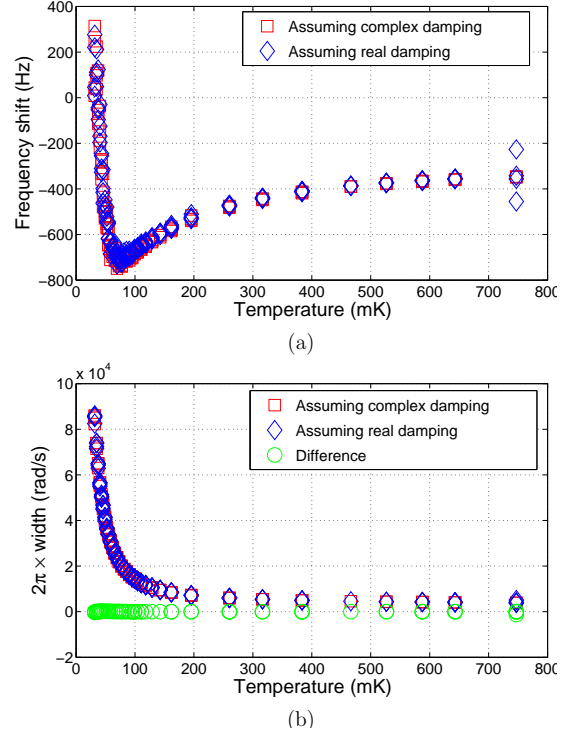 400
200
0
−200
−400
−600
−800
Frequency shift (Hz)
Assuming complex damping
Assuming real damping
0 100 200 300 400 500 600 700 800
Temperature (mK)
(a)
10 x 10⁴
8
6
4
2
0
−2
2π × width (rad/s)
Assuming complex damping
Assuming real damping
Difference
0 100 200 300 400 500 600 700 800
Temperature (mK)
(b)